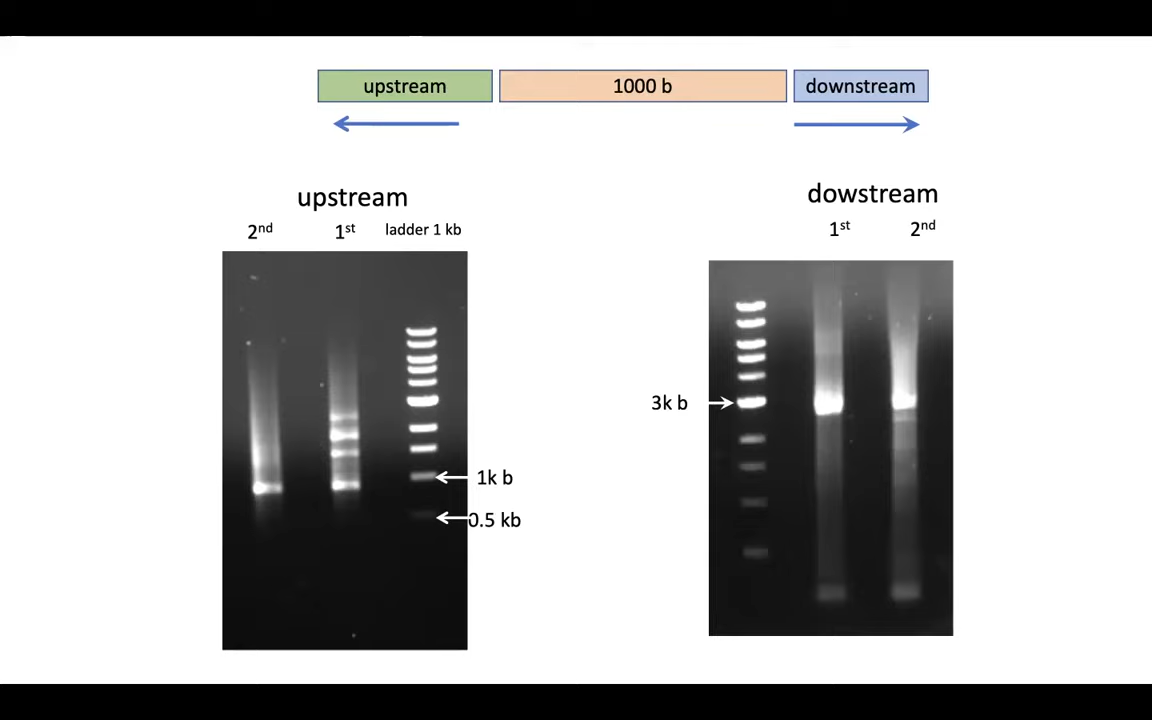 upstream
1000 b
downstream
upstream
2nd
1st
ladder 1 kb
1k b
0.5 kb
dowstream
1st
2nd
3k b